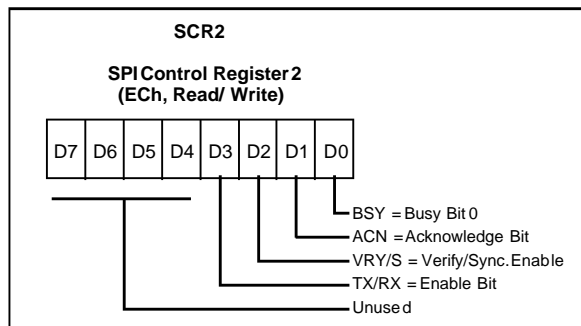 SCR2
SPI Control Register 2
(ECh, Read/ Write)
D7 D6 D5 D4 D3 D2 D1 D0
BSY = Busy Bit 0
ACN = Acknowledge Bit
VRY/S = Verify/Sync. Enable
TX/RX = Enable Bit
Unused